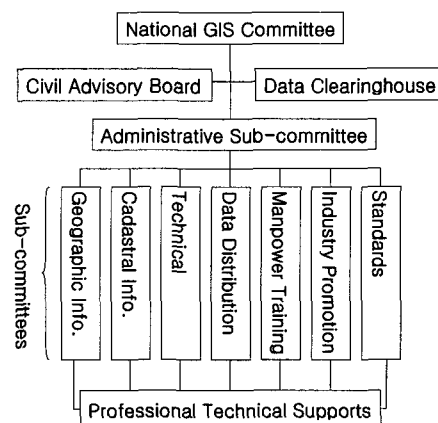 National GIS Committee
Civil Advisory Board
Data Clearinghouse
Administrative Sub-committee
Sub-committees
Geographic Info.
Cadastral Info.
Technical
Data Distribution
Manpower Training
Industry Promotion
Standards
Professional Technical Supports